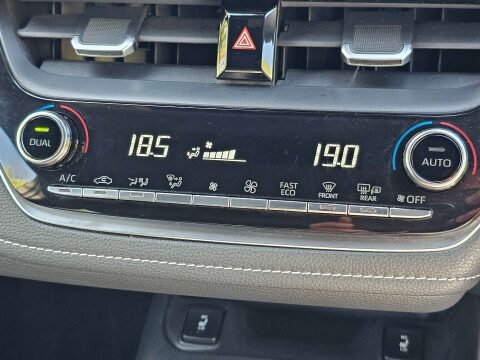 18.5 19.0
DUAL AUTO
A/C FAST ECO FRONT REAR OFF